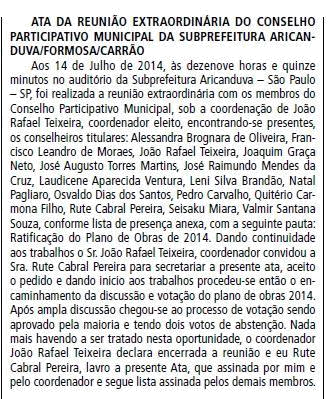 ATA DA REUNIÃO EXTRAORDINÁRIA DO CONSELHO
PARTICIPATIVO MUNICIPAL DA SUBPREFEITURA ARICAN-
DUVA/FORMOSA/CARRÃO
Aos 14 de Julho de 2014, às dezenove horas e quinze
minutos no auditório da Subprefeitura Aricanduva – São Paulo
– SP, foi realizada a reunião extraordinária com os membros do
Conselho Participativo Municipal, sob a coordenação de João
Rafael Teixeira, coordenador eleito, encontrando-se presentes,
os conselheiros titulares: Alessandra Brognara de Oliveira, Fran-
cisco Leandro de Moraes, João Rafael Teixeira, Joaquim Graça
Neto, José Augusto Torres Martins, José Raimundo Mendes da
Cruz, Laudicene Aparecida Ventura, Leni Silva Brandão, Natal
Pagliaro, Osvaldo Dias dos Santos, Pedro Carvalho, Quitério Car-
mona Filho, Rute Cabral Pereira, Seisaku Miara, Valmir Santana
Souza, conforme lista de presença anexa, com a seguinte pauta:
Ratificação do Plano de Obras de 2014. Dando continuidade
aos trabalhos o Sr. João Rafael Teixeira, coordenador convidou a
Sra. Rute Cabral Pereira para secretariar a presente ata, aceito
o pedido e dando inicio aos trabalhos procedeu-se então o en-
caminhamento da discussão e votação do plano de obras 2014.
Após ampla discussão chegou-se ao processo de votação sendo
aprovado pela maioria e tendo dois votos de abstenção. Nada
mais havendo a ser tratado nesta oportunidade, o coordenador
João Rafael Teixeira declara encerrada a reunião e eu Rute
Cabral Pereira, lavro a presente Ata, que assinada por mim e
pelo coordenador e segue lista assinada pelos demais membros.